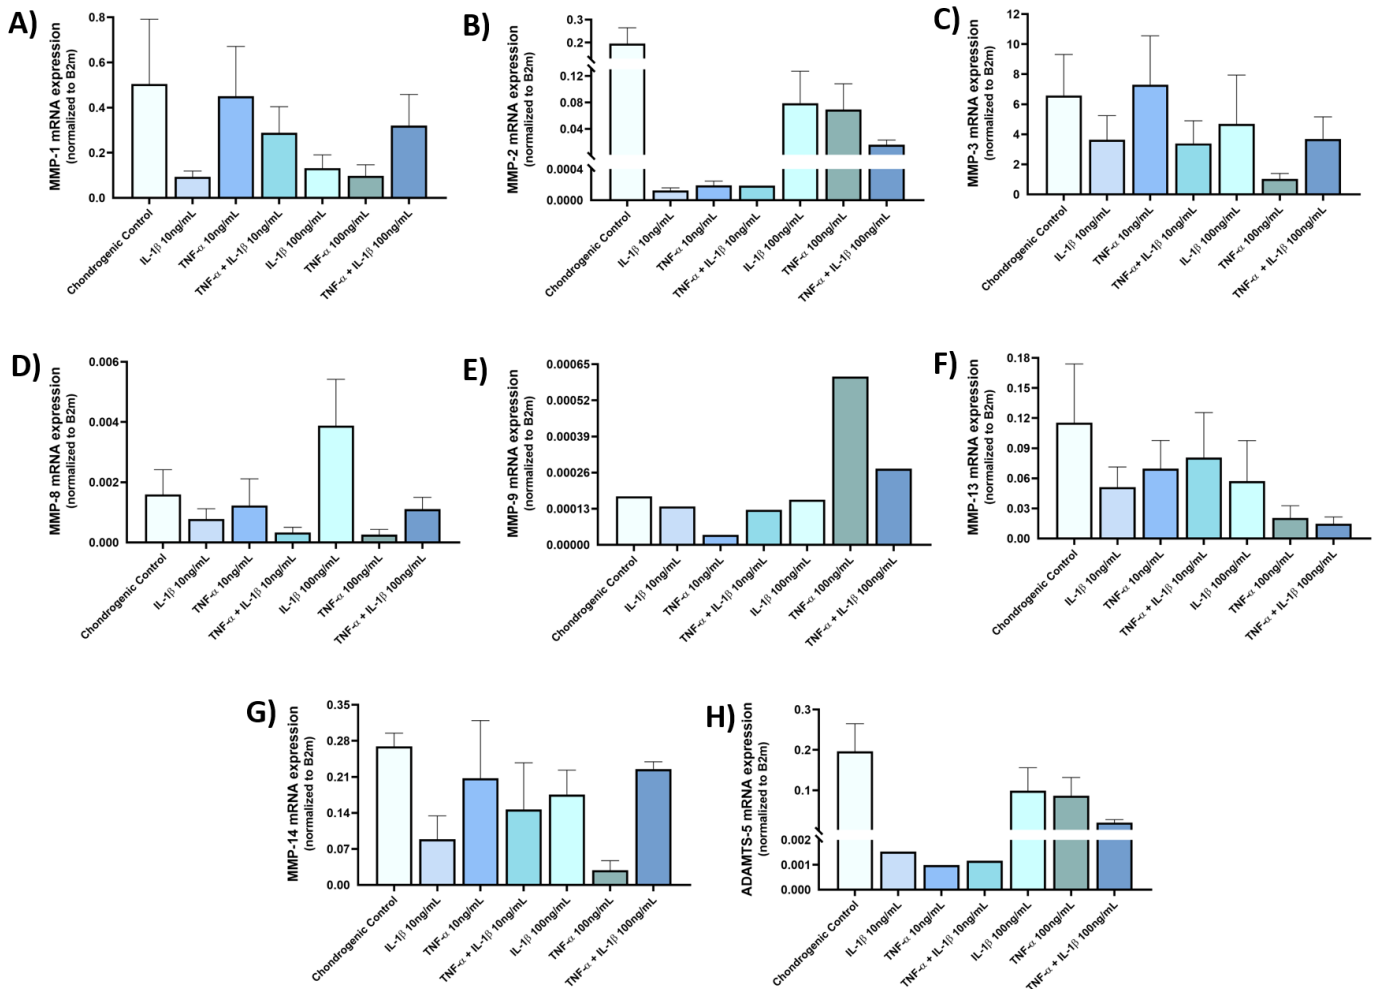 A)
MMP-1 mRNA expression
(normalized to B2m)
0.8
0.6
0.4
0.2
0.0
Chondrogenic Control
IL-1β 10ng/mL
TNF-α 10ng/mL
TNF-α + IL-1β 10ng/mL
IL-1β 100ng/mL
TNF-α 100ng/mL
TNF-α + IL-1β 100ng/mL
B)
MMP-2 mRNA expression
(normalized to B2m)
0.3
0.2
0.12
0.08
0.04
0.0004
0.0000
Chondrogenic Control
IL-1β 10ng/mL
TNF-α 10ng/mL
TNF-α + IL-1β 10ng/mL
IL-1β 100ng/mL
TNF-α 100ng/mL
TNF-α + IL-1β 100ng/mL
C)
MMP-3 mRNA expression
(normalized to B2m)
12
10
8
6
4
2
0
Chondrogenic Control
IL-1β 10ng/mL
TNF-α 10ng/mL
TNF-α+ IL-1β 10ng/mL
IL-1β 100ng/mL
TNF-α 100ng/mL
TNF-α + IL-1β 100ng/mL
D)
MMP-8 mRNA expression
(normalized to B2m)
0.006
0.004
0.002
0.000
Chondrogenic Control
IL-1β 10ng/mL
TNF-α 10ng/mL
TNF-α + IL-1β 10ng/mL
IL-1β 100ng/mL
TNF-α 100ng/mL
TNF-α + IL-1β 100ng/mL
E)
MMP-9 mRNA expression
(normalized to B2m)
0.00065
0.00052
0.00039
0.00026
0.00013
0.00000
Chondrogenic Control
IL-1β 10ng/mL
TNF-α 10ng/mL
TNF-α + IL-1β 10ng/mL
IL-1β 100ng/mL
TNF-α 100ng/mL
TNF-α + IL-1β 100ng/mL
F)
MMP-13 mRNA expression
(normalized to B2m)
0.18
0.15
0.12
0.09
0.06
0.03
0.00
Chondrogenic Control
IL-1β 10ng/mL
TNF-α 10ng/mL
TNF-α + IL-1β 10ng/mL
IL-1β 100ng/mL
TNF-α 100ng/mL
TNF-α + IL-1β 100ng/mL
G)
MMP-14 mRNA expression
(normalized to B2m)
0.35
0.28
0.21
0.14
0.07
0.00
Chondrogenic Control
IL-1β 10ng/mL
TNF-α 10ng/mL
TNF-α + IL-1β 10ng/mL
IL-1β 100ng/mL
TNF-α 100ng/mL
TNF-α + IL-1β 100ng/mL
H)
ADAMTS-5 mRNA expression
(normalized to B2m)
0.3
0.2
0.1
0.002
0.001
0.000
Chondrogenic Control
IL-1β 10ng/mL
TNF-α 10ng/mL
TNF-α + IL-1β 10ng/mL
IL-1β 100ng/mL
TNF-α 100ng/mL
TNF-α + IL-1β 100ng/mL